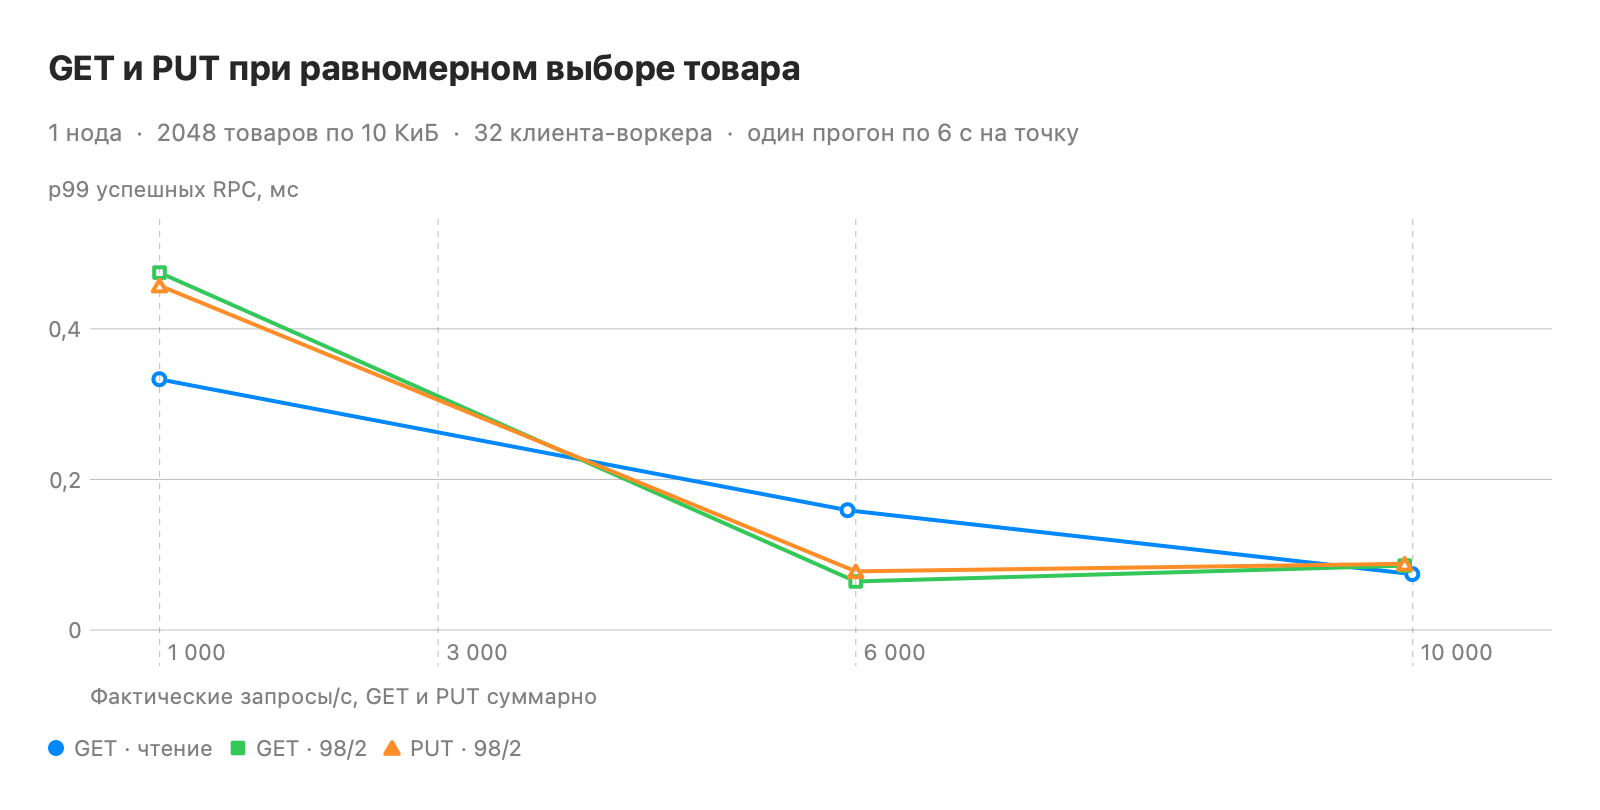 GET и PUT при равномерном выборе товара
1 нода · 2048 товаров по 10 КиБ · 32 клиента-воркера · один прогон по 6 с на точку
p99 успешных RPC, мс
0,4
0,2
0
1 000 3 000 6 000 10 000
Фактические запросы/с, GET и PUT суммарно
GET · чтение GET · 98/2 PUT · 98/2